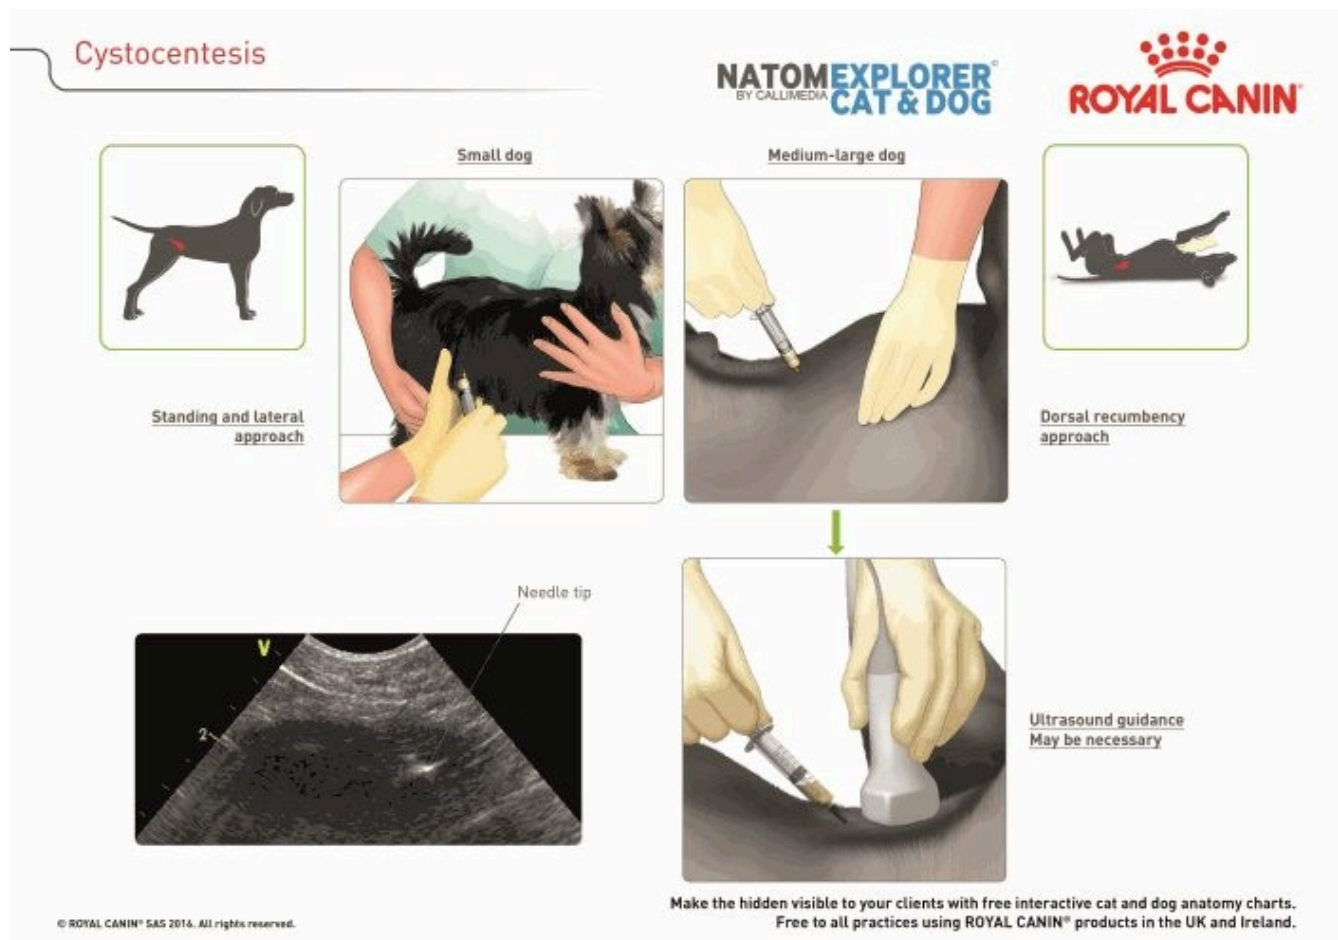 Cystocentesis
NATOMEXPLORER©
BY CALLIMEDIA
CAT & DOG
ROYAL CANIN®
Small dog
Medium-large dog
Standing and lateral
approach
Dorsal recumbency
approach
Needle tip
V
2
Ultrasound guidance
May be necessary
Make the hidden visible to your clients with free interactive cat and dog anatomy charts.
Free to all practices using ROYAL CANIN® products in the UK and Ireland.
© ROYAL CANIN® SAS 2016. All rights reserved.